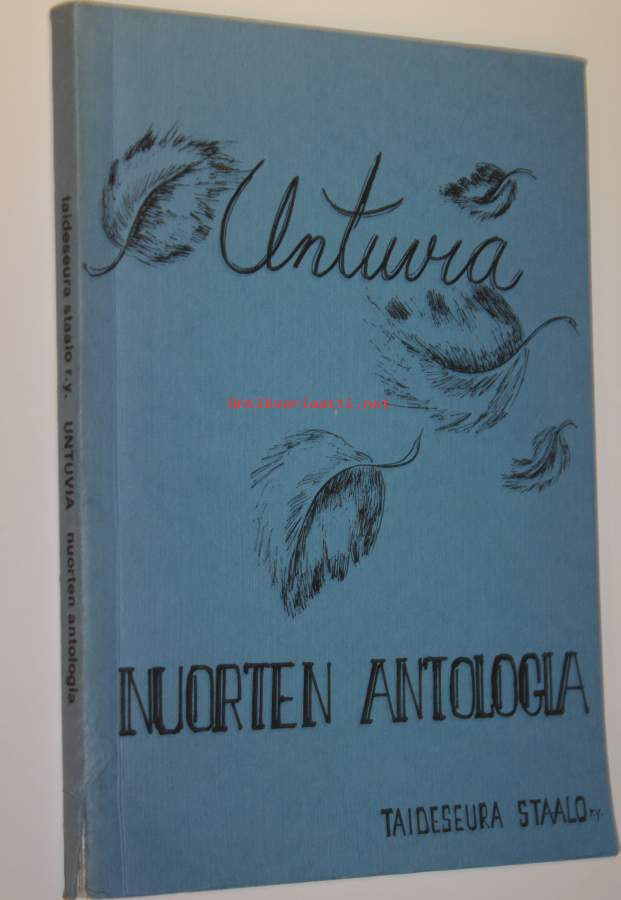 taideseura staalo r.y. UNTUVIA nuorten antologia
Untuvia
antikvariaatti.net
NUORTEN ANTOLOGIA
TAIDESEURA STAALO r.y.